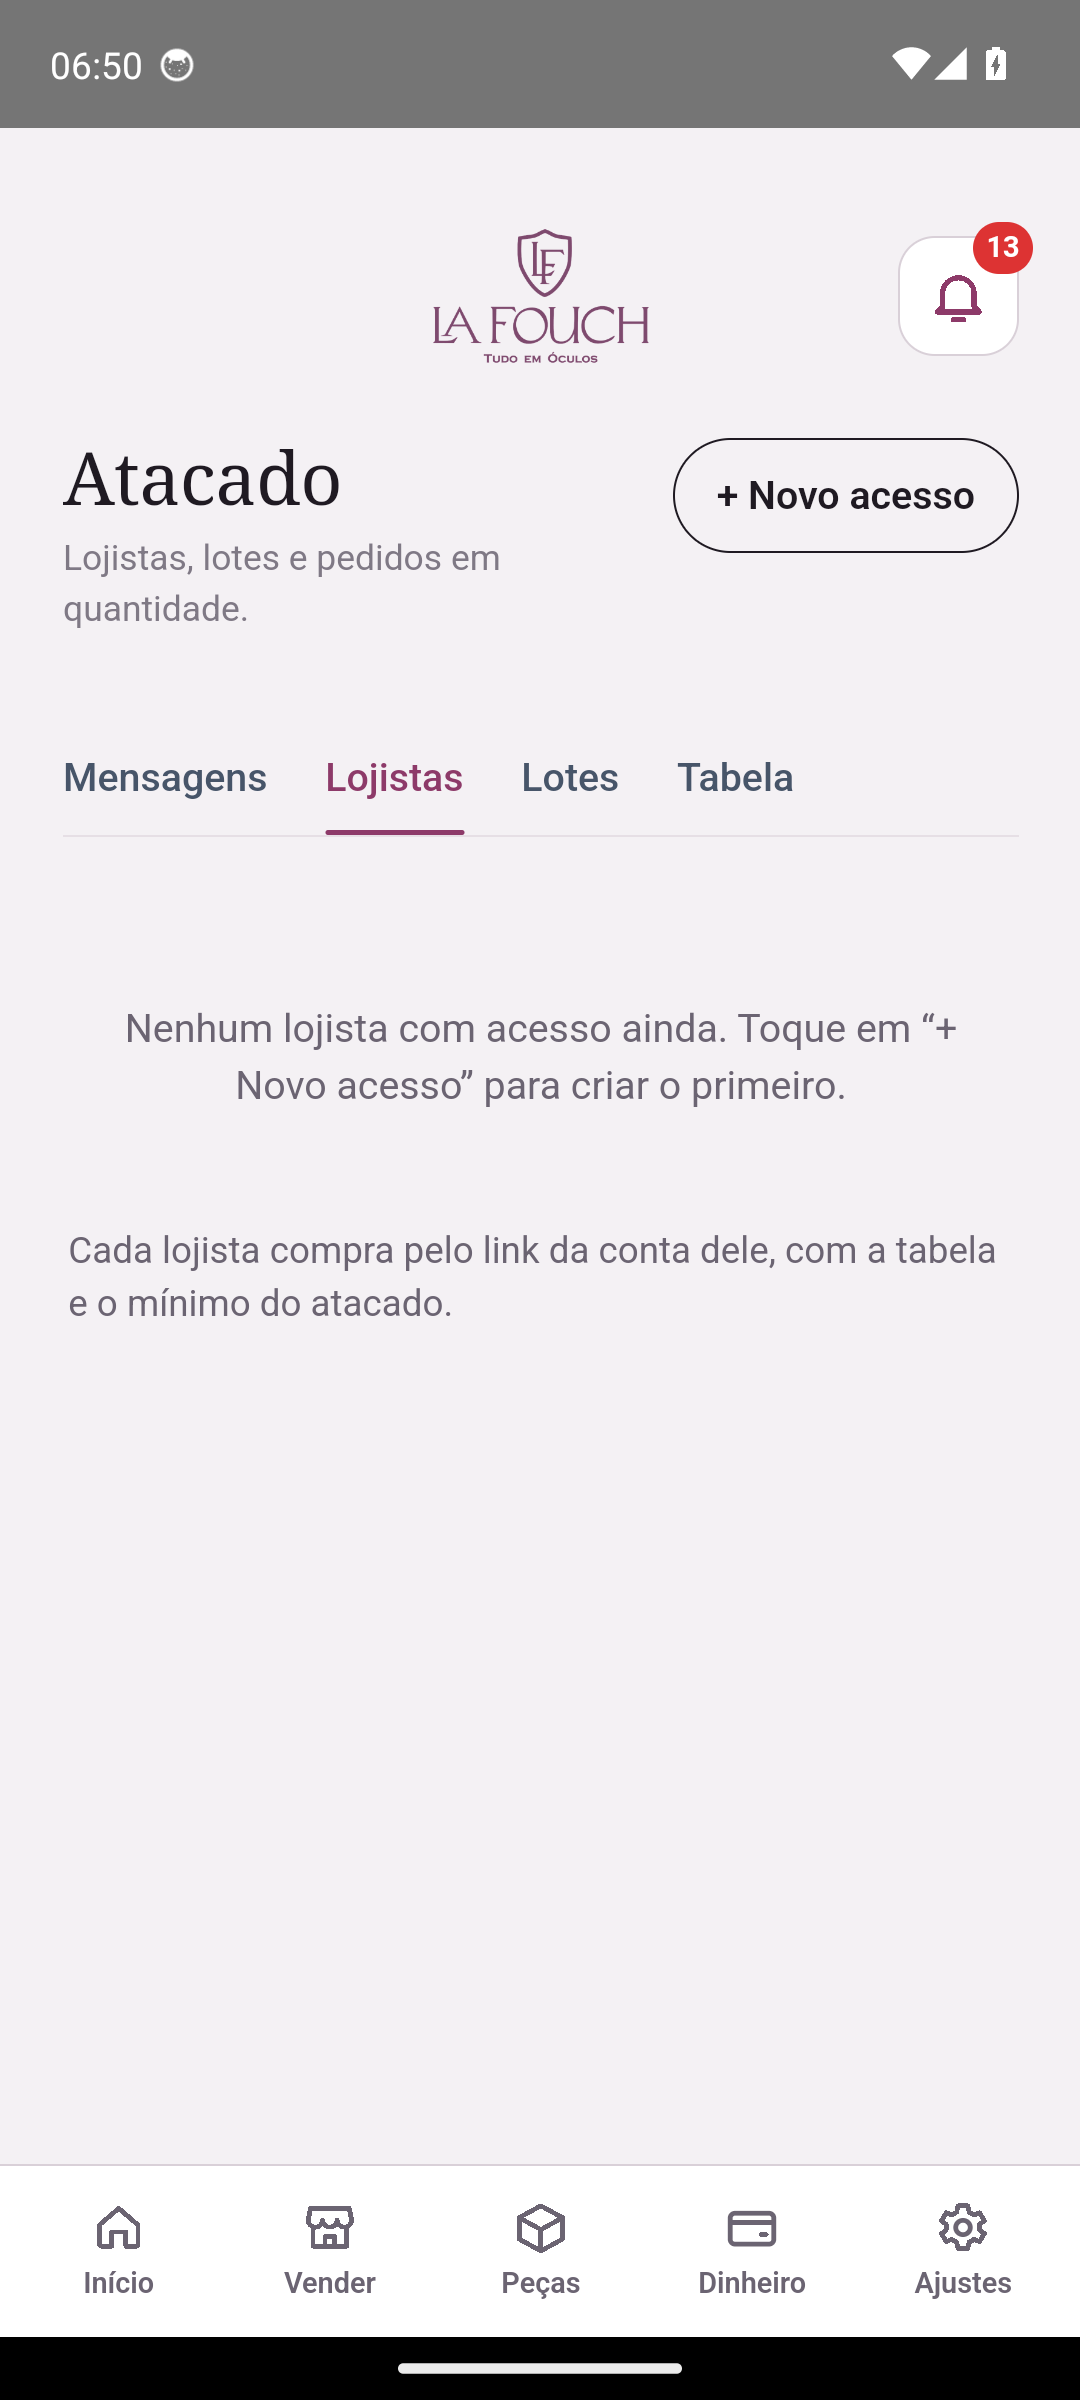 06:50
LF
LA FOUCH
TUDO EM ÓCULOS
13
Atacado
+ Novo acesso
Lojistas, lotes e pedidos em
quantidade.
Mensagens Lojistas Lotes Tabela
Nenhum lojista com acesso ainda. Toque em “+
Novo acesso” para criar o primeiro.
Cada lojista compra pelo link da conta dele, com a tabela
e o mínimo do atacado.
Início Vender Peças Dinheiro Ajustes